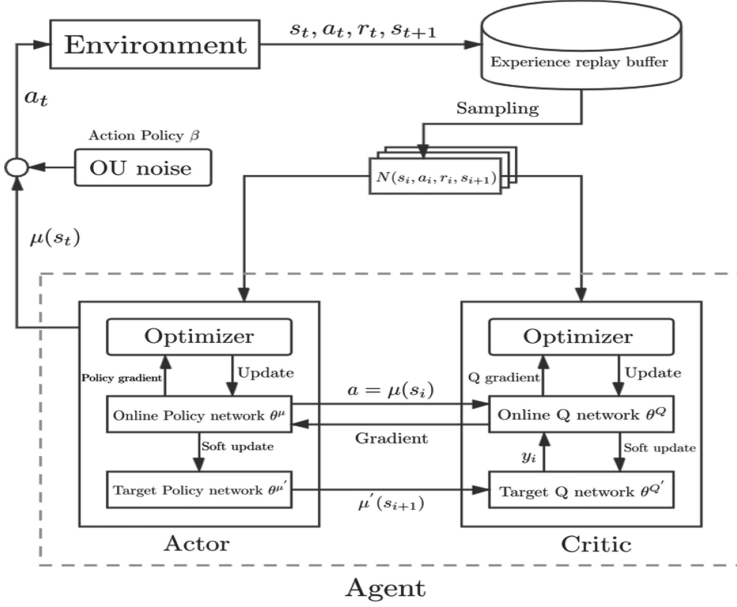 Environment
s_t, a_t, r_t, s_{t+1}
Experience replay buffer
a_t
Sampling
Action Policy β
OU noise
N(s_i, a_i, r_i, s_{i+1})
μ(s_t)
Optimizer
Optimizer
Policy gradient
Update
Q gradient
Update
a = μ(s_i)
Online Policy network θ^μ
Online Q network θ^Q
Gradient
Soft update
y_i
Soft update
Target Policy network θ^{μ'}
Target Q network θ^{Q'}
μ'(s_{i+1})
Actor
Critic
Agent